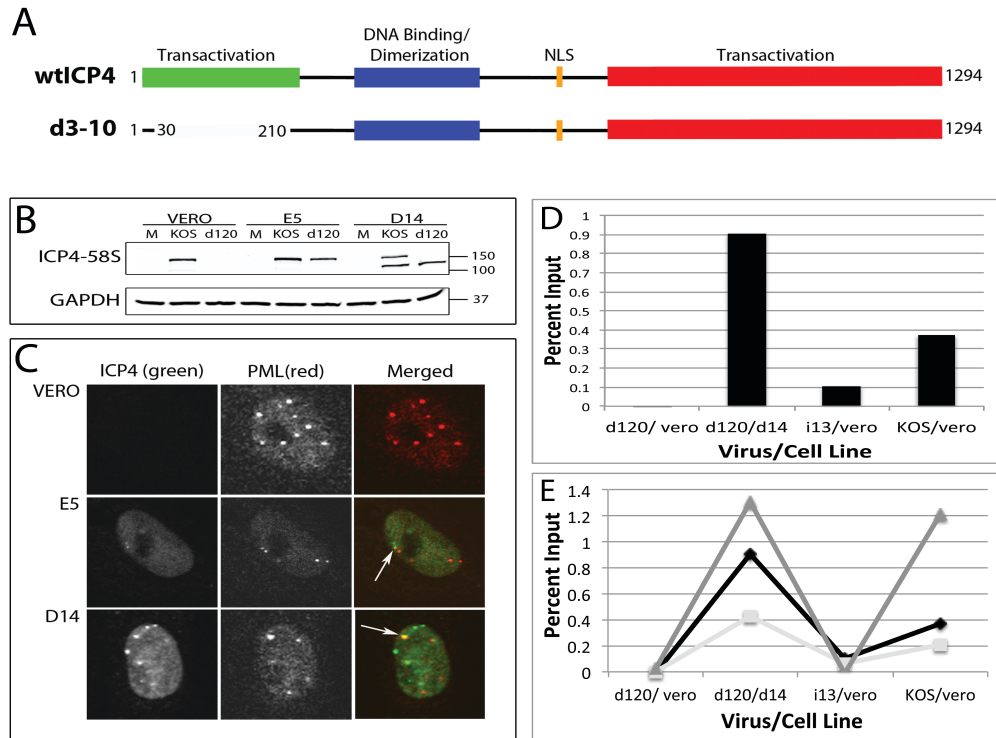 A
Transactivation
DNA Binding/
Dimerization
NLS
Transactivation
wtICP4 1 1294
d3-10 1 30 210 1294
B
VERO E5 D14
M KOS d120 M KOS d120 M KOS d120
ICP4-58S
150
100
GAPDH
37
C
ICP4 (green) PML(red) Merged
VERO
E5
D14
D
Percent Input
1
0.9
0.8
0.7
0.6
0.5
0.4
0.3
0.2
0.1
0
d120/ vero d120/d14 i13/vero KOS/vero
Virus/Cell Line
E
Percent Input
1.4
1.2
1
0.8
0.6
0.4
0.2
0
d120/ vero d120/d14 i13/vero KOS/vero
Virus/Cell Line